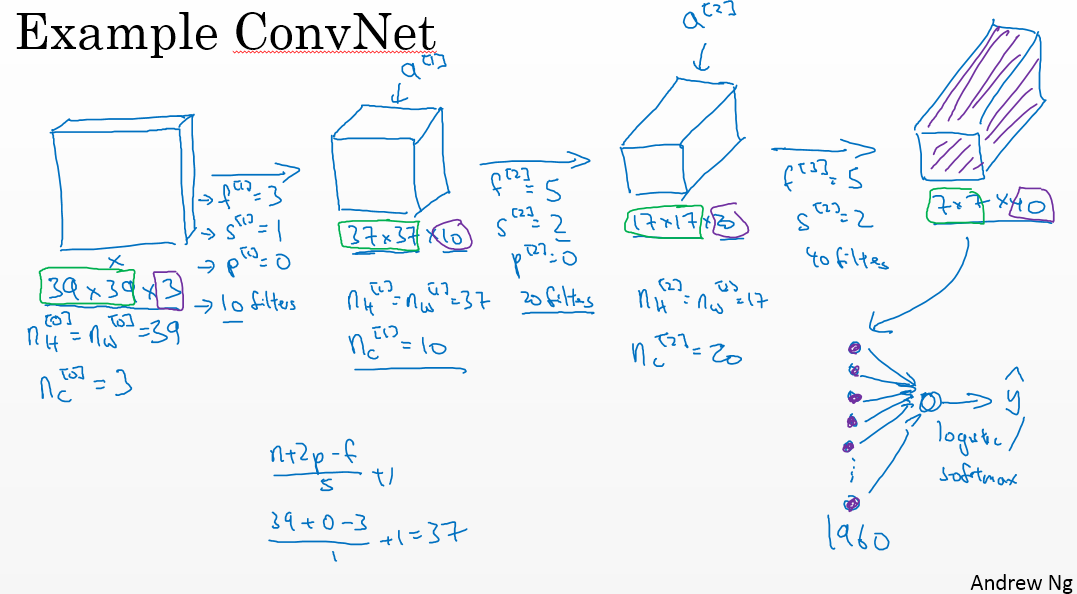 Example ConvNet
a^[1]
a^[2]
→ f^[1] = 3
→ s^[1] = 1
→ p^[1] = 0
→ 10 filters
x
39 x 39 x 3
n_H^[0] = n_W^[0] = 39
n_C^[0] = 3
37 x 37 x 10
n_H^[1] = n_W^[1] = 37
n_C^[1] = 10
f^[2] = 5
s^[2] = 2
p^[2] = 0
20 filters
17 x 17 x 20
n_H^[2] = n_W^[2] = 17
n_C^[2] = 20
f^[3] = 5
s^[2] = 2
40 filters
7 x 7 x 40
ŷ
logistic /
softmax
1960
n+2p-f
s
+1
39+0-3
1
+1 = 37
Andrew Ng